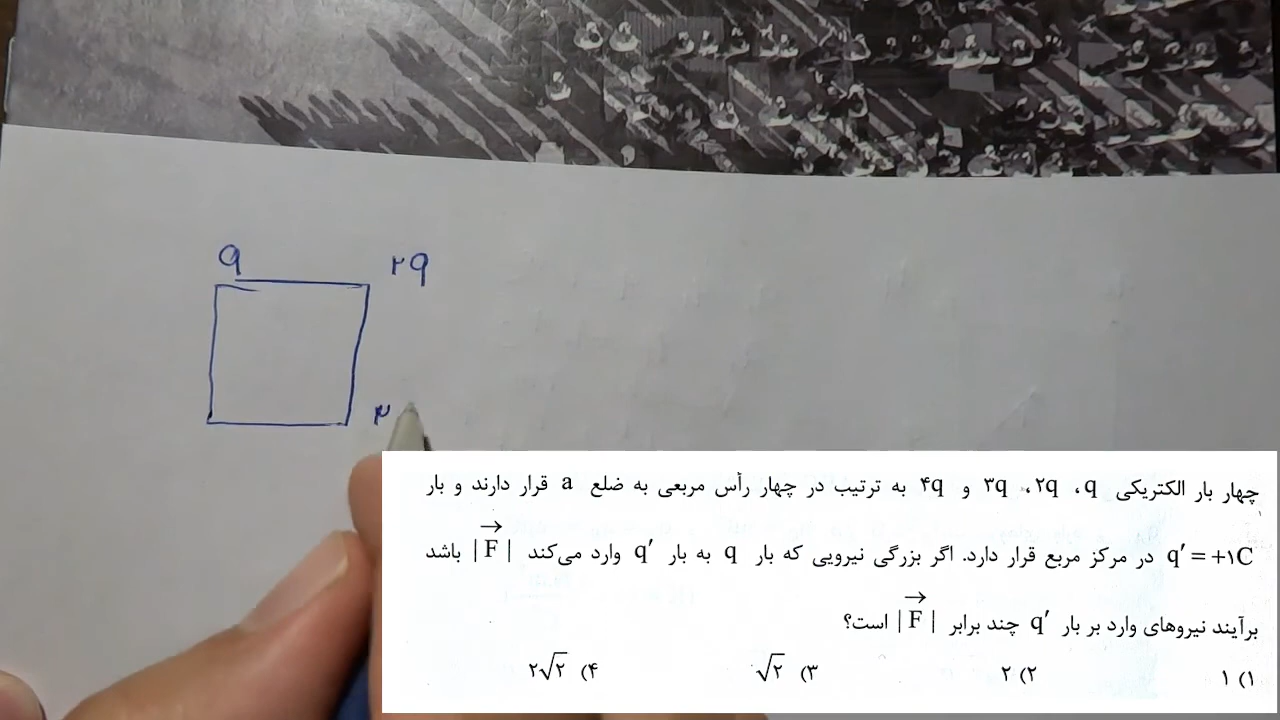 q ۲q
۳
چهار بار الکتریکی q، ۲q، ۳q و ۴q به ترتیب در چهار رأس مربعی به ضلع a قرار دارند و بار
q′ = +۱C در مرکز مربع قرار دارد. اگر بزرگی نیرویی که بار q به بار q′ وارد می‌کند |F⃗| باشد
برآیند نیروهای وارد بر بار q′ چند برابر |F⃗| است؟
۱) ۱ ۲) ۲ ۳) √۲ ۴) ۲√۲